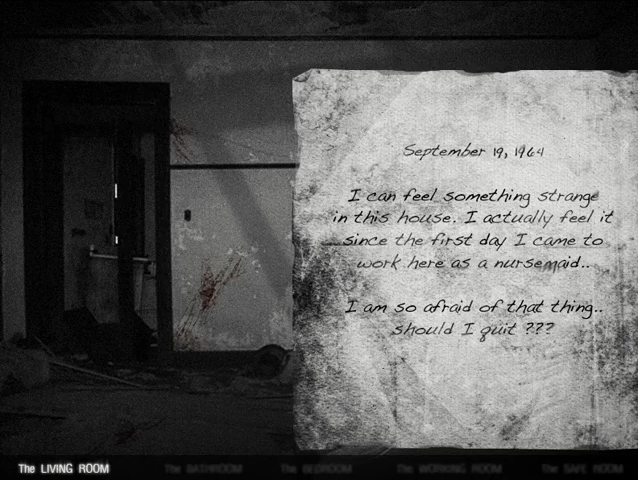 September 19, 1964
I can feel something strange
in this house. I actually feel it
since the first day I came to
work here as a nursemaid..
I am so afraid of that thing..
should I quit ???
The LIVING ROOM
The BATHROOM
The BEDROOM
The WORKING ROOM
the SAFE ROOM